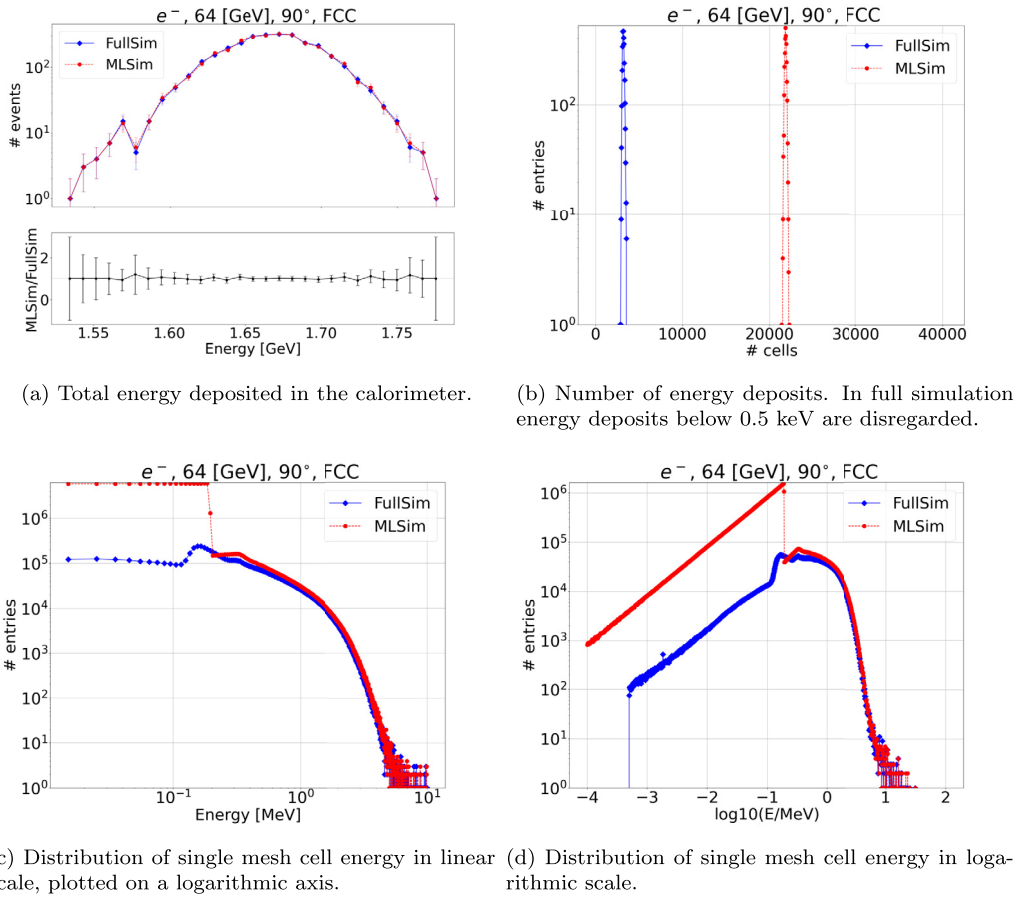 e⁻, 64 [GeV], 90°, FCC
FullSim
MLSim
# events
10²
10¹
10⁰
MLSim/FullSim
2
0
1.55
1.60
1.65
1.70
1.75
Energy [GeV]
(a) Total energy deposited in the calorimeter.
e⁻, 64 [GeV], 90°, FCC
FullSim
MLSim
# entries
10²
10¹
10⁰
0
10000
20000
30000
40000
# cells
(b) Number of energy deposits. In full simulation
energy deposits below 0.5 keV are disregarded.
e⁻, 64 [GeV], 90°, FCC
FullSim
MLSim
# entries
10⁶
10⁵
10⁴
10³
10²
10¹
10⁰
10⁻¹
10⁰
10¹
Energy [MeV]
c) Distribution of single mesh cell energy in linear
cale, plotted on a logarithmic axis.
e⁻, 64 [GeV], 90°, FCC
FullSim
MLSim
# entries
10⁶
10⁵
10⁴
10³
10²
10¹
10⁰
−4
−3
−2
−1
0
1
2
log10(E/MeV)
(d) Distribution of single mesh cell energy in loga-
rithmic scale.